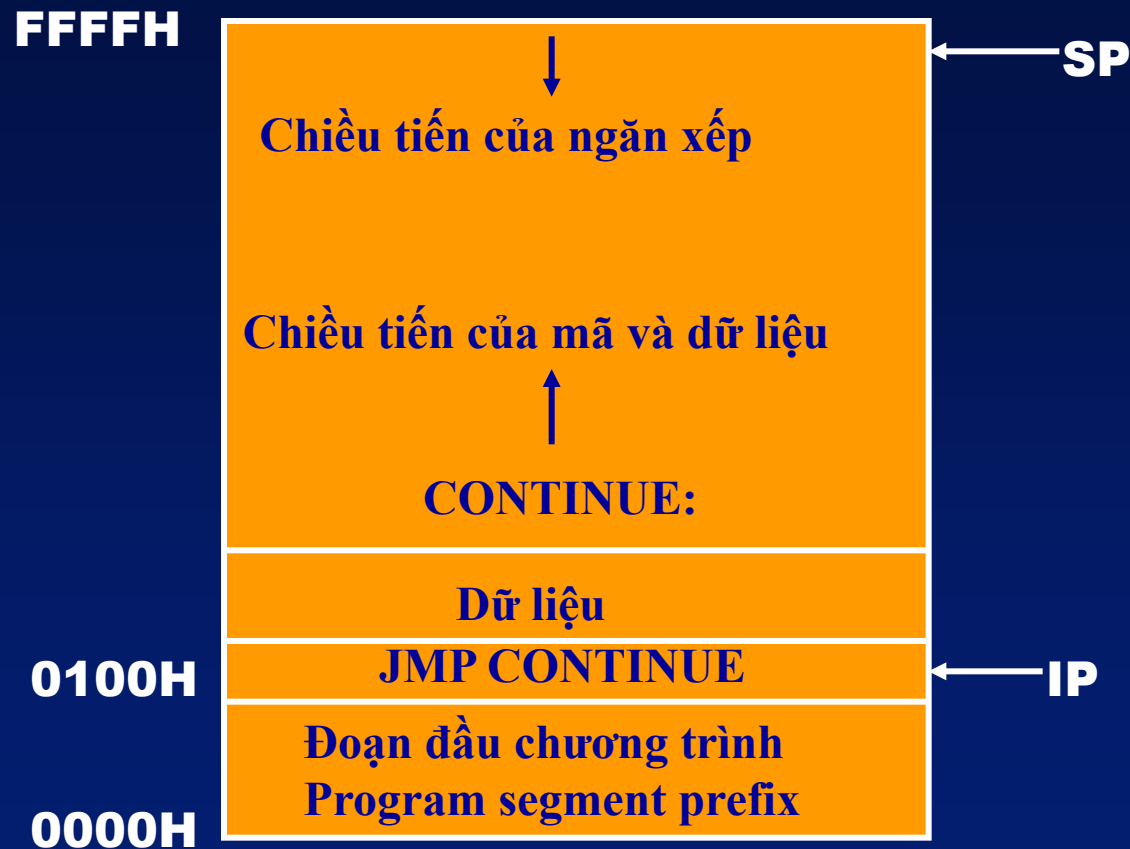 FFFFH
SP
Chiều tiến của ngăn xếp
Chiều tiến của mã và dữ liệu
CONTINUE:
Dữ liệu
0100H
JMP CONTINUE
IP
Đoạn đầu chương trình
Program segment prefix
0000H